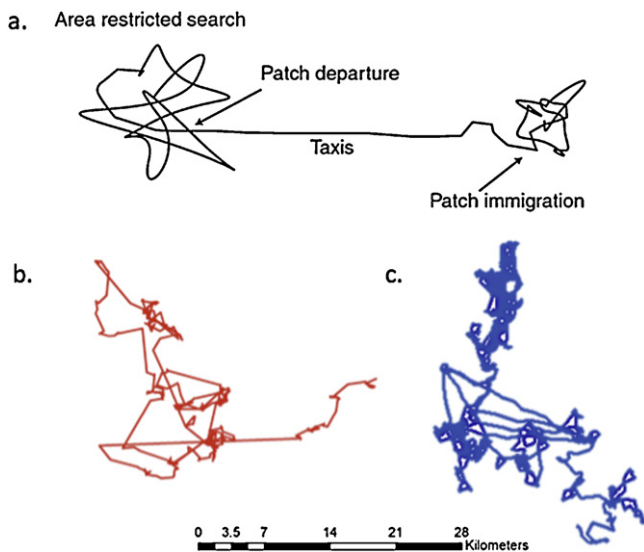 a. Area restricted search
Patch departure
Taxis
Patch immigration
b.
c.
0 3.5 7 14 21 28
Kilometers